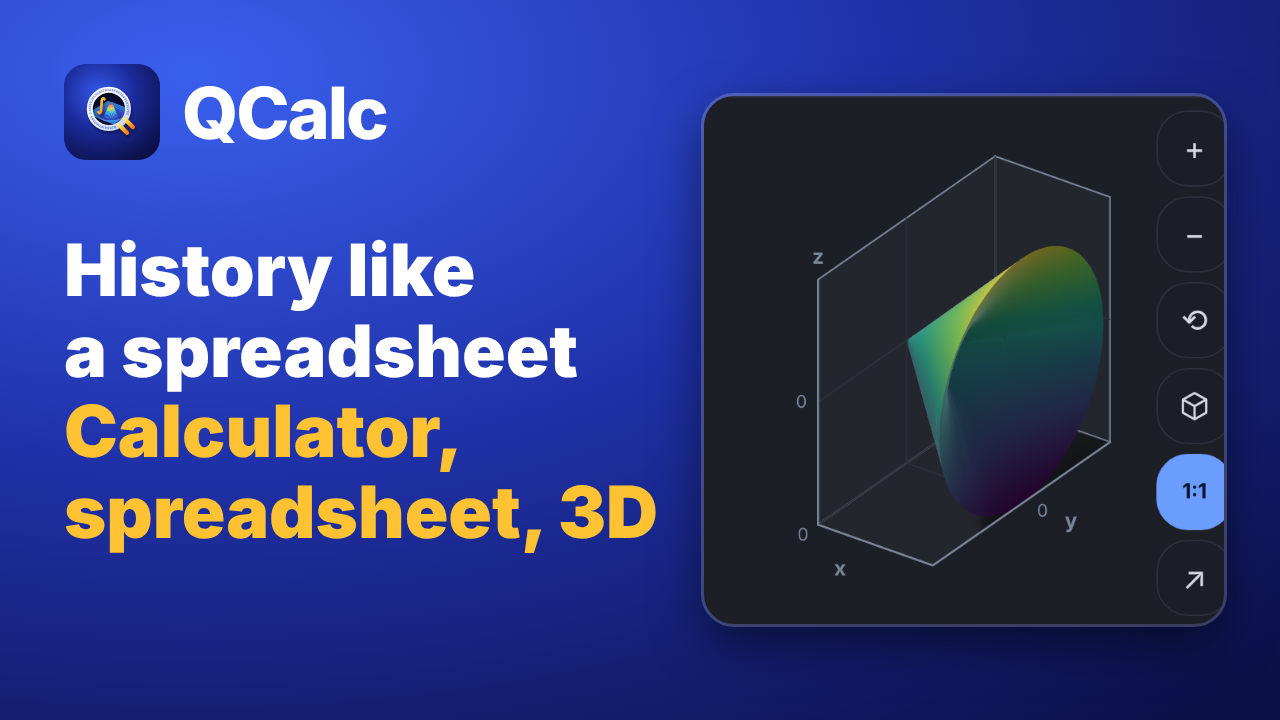 QCalc
History like
a spreadsheet
Calculator,
spreadsheet, 3D
+
−
z
0
0
x
0
y
1:1